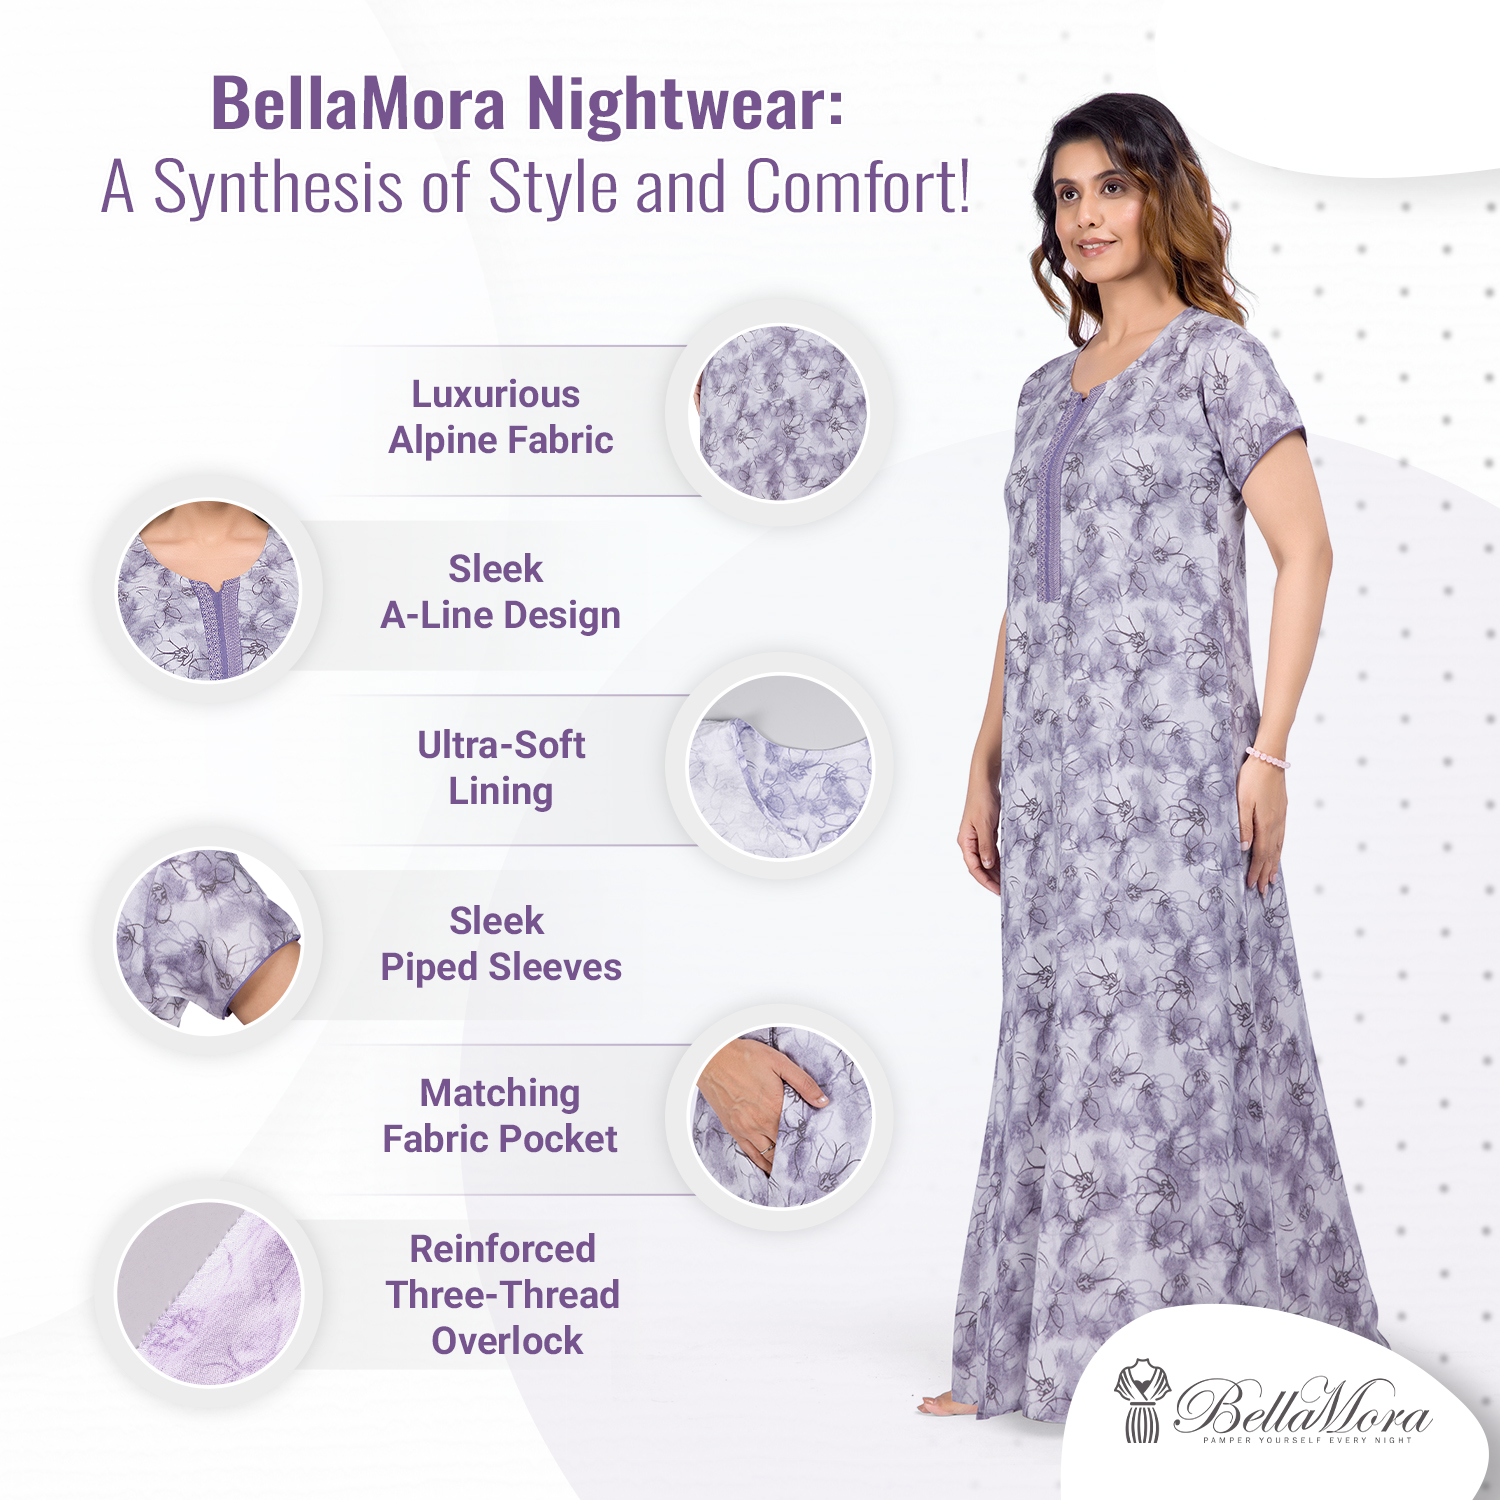 BellaMora Nightwear:
A Synthesis of Style and Comfort!
Luxurious
Alpine Fabric
Sleek
A-Line Design
Ultra-Soft
Lining
Sleek
Piped Sleeves
Matching
Fabric Pocket
Reinforced
Three-Thread
Overlock
BellaMora
PAMPER YOURSELF EVERY NIGHT